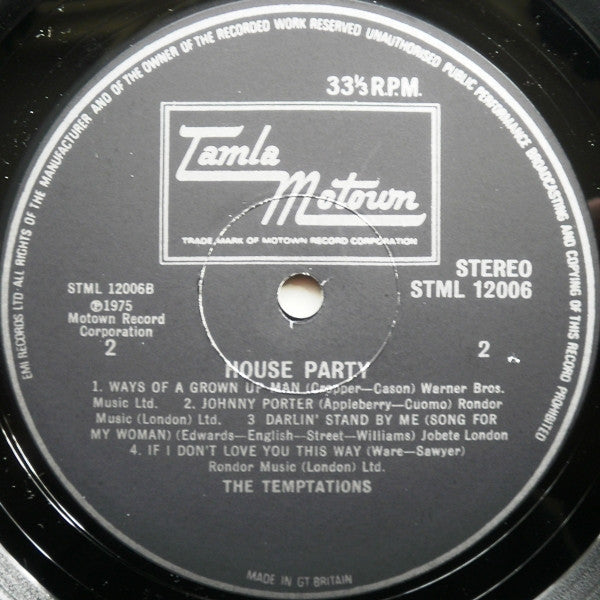 EMI RECORDS LTD ALL RIGHTS OF THE MANUFACTURER AND OF THE OWNER OF THE RECORDED WORK RESERVED UNAUTHORISED PUBLIC PERFORMANCE BROADCASTING AND COPYING OF THIS RECORD PROHIBITED
33⅓ R.P.M.
Tamla
Motown
TRADE MARK OF MOTOWN RECORD CORPORATION
STEREO
STML 12006
STML 12006B
℗1975
Motown Record
Corporation
2
2
HOUSE PARTY
1. WAYS OF A GROWN UP MAN (Cropper—Cason) Warner Bros.
Music Ltd. 2. JOHNNY PORTER (Appleberry—Cuomo) Rondor
Music (London) Ltd. 3 DARLIN' STAND BY ME (SONG FOR
MY WOMAN) (Edwards—English—Street—Williams) Jobete London
4. IF I DON'T LOVE YOU THIS WAY (Ware—Sawyer)
Rondor Music (London) Ltd.
THE TEMPTATIONS
MADE IN GT BRITAIN